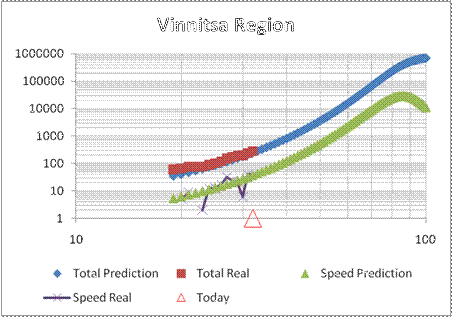 Vinnitsa Region
1000000
100000
10000
1000
100
10
1
10
100
Total Prediction
Total Real
Speed Prediction
Speed Real
Today